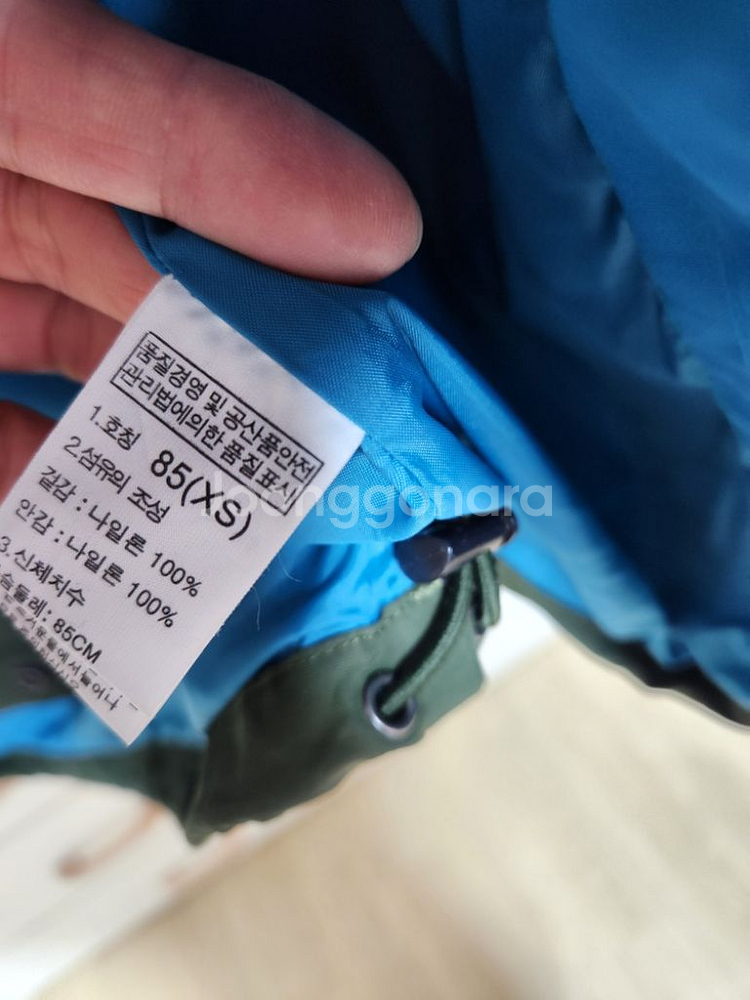 품질경영 및 공산품안전
관리법에의한 품질표시
1.호칭 85(XS)
2.섬유의 조성
겉감 : 나일론 100%
안감 : 나일론 100%
3.신체치수
슴둘레: 85CM
loonggonara